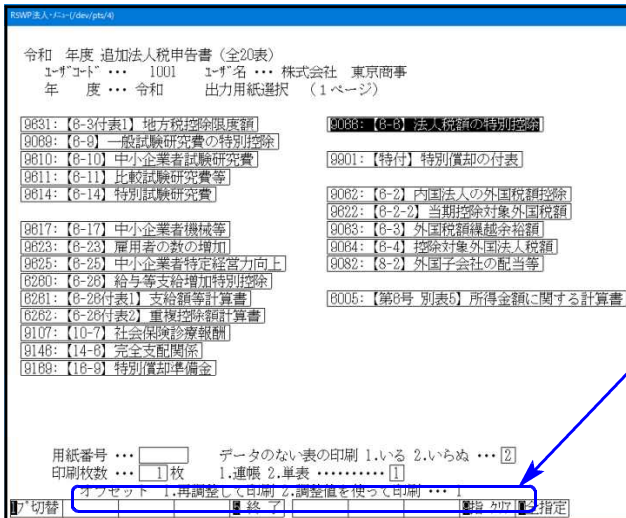 RSWP法人・ﾒﾆｭｰ(/dev/pts/4)
令和 年度 追加法人税申告書 (全20表)
ﾕｰｻﾞｺｰﾄﾞ ・・・ 1001 ﾕｰｻﾞ名 ・・・ 株式会社 東京商事
年 度 ・・・ 令和 出力用紙選択 (1ページ)
9631:【6-3付表1】地方税控除限度額 9066:【6-6】法人税額の特別控除
9069:【6-9】一般試験研究費の特別控除
9610:【6-10】中小企業者試験研究費 9901:【特付】特別償却の付表
9611:【6-11】比較試験研究費等
9614:【6-14】特別試験研究費 9062:【6-2】内国法人の外国税額控除
9622:【6-2-2】当期控除対象外国税額
9617:【6-17】中小企業者機械等 9063:【6-3】外国税額繰越余裕額
9623:【6-23】雇用者の数の増加 9064:【6-4】控除対象外国法人税額
9625:【6-25】中小企業者特定経営力向上 9082:【8-2】外国子会社の配当等
6260:【6-26】給与等支給増加特別控除
6261:【6-26付表1】支給額等計算書 6005:【第6号 別表5】所得金額に関する計算書
6262:【6-26付表2】重複控除額計算書
9107:【10-7】社会保険診療報酬
9146:【14-6】完全支配関係
9169:【16-9】特別償却準備金
用紙番号 ・・・ データのない表の印刷 1.いる 2.いらぬ ・・・ 2
印刷枚数 ・・・ 1 枚 1.連帳 2.単表 ・・・・・・・・・・ 1
オフセット 1.再調整して印刷 2.調整値を使って印刷 ・・・ 1
ﾌﾟ切替 終 了 指 ｸﾘｱ 全指定